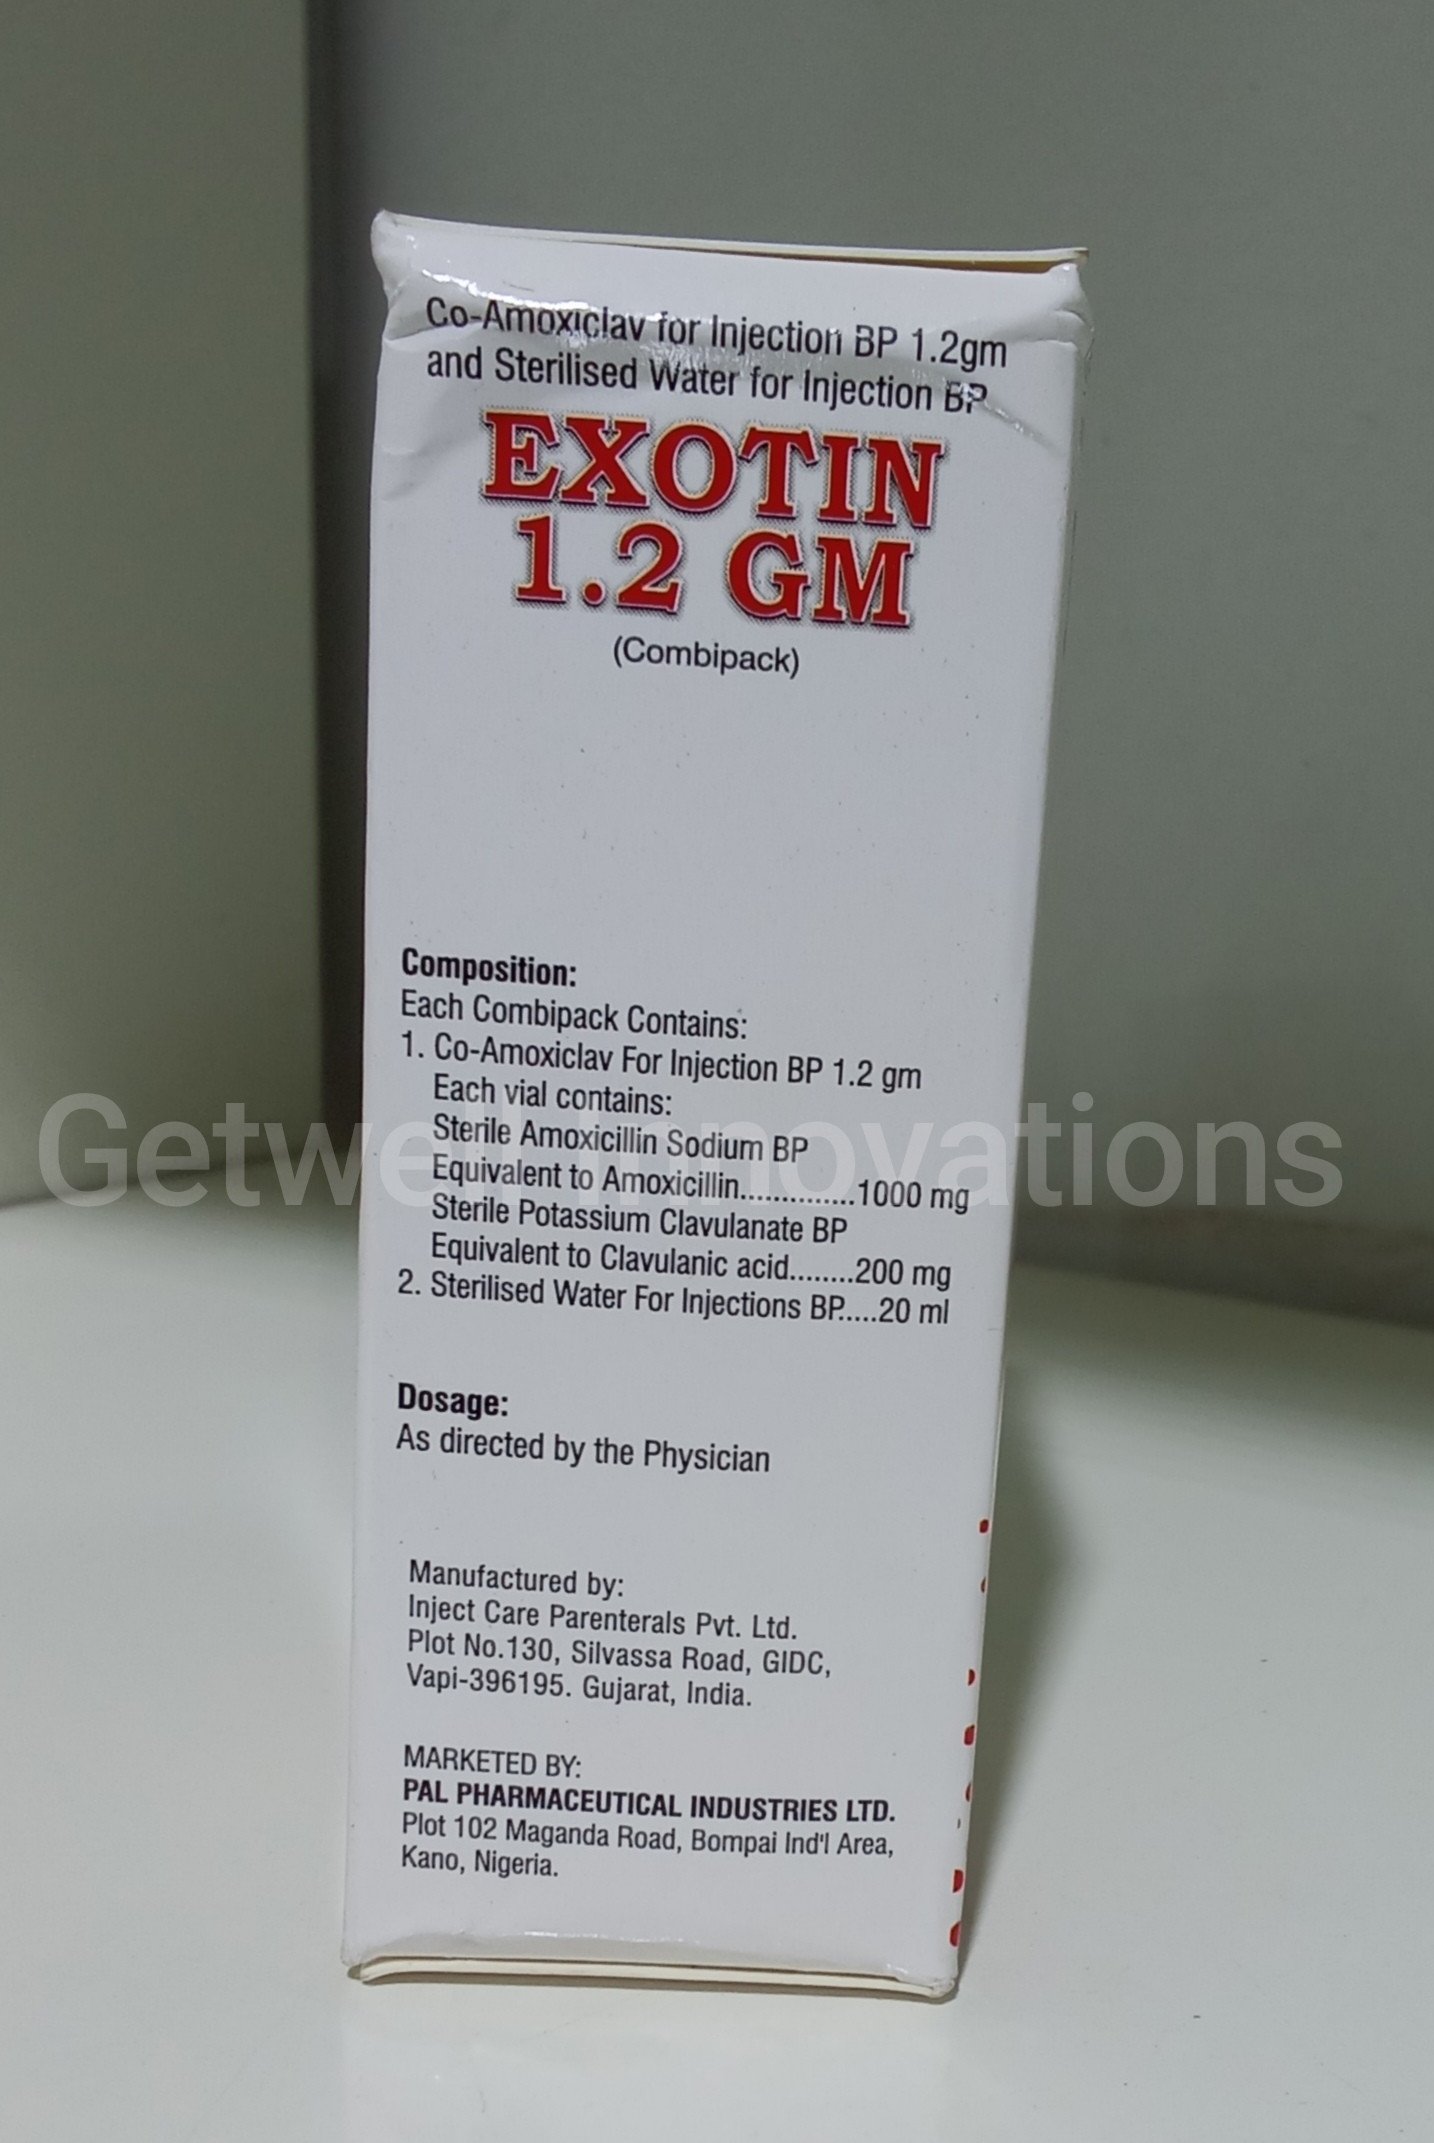 Co-Amoxiclav for Injection BP 1.2gm
and Sterilised Water for Injection BP
EXOTIN
1.2 GM
(Combipack)
Composition:
Each Combipack Contains:
1. Co-Amoxiclav For Injection BP 1.2 gm
Each vial contains:
Sterile Amoxicillin Sodium BP
Equivalent to Amoxicillin..............1000 mg
Sterile Potassium Clavulanate BP
Equivalent to Clavulanic acid........200 mg
2. Sterilised Water For Injections BP.....20 ml
Getwell Innovations
Dosage:
As directed by the Physician
Manufactured by:
Inject Care Parenterals Pvt. Ltd.
Plot No.130, Silvassa Road, GIDC,
Vapi-396195. Gujarat, India.
MARKETED BY:
PAL PHARMACEUTICAL INDUSTRIES LTD.
Plot 102 Maganda Road, Bompai Ind'l Area,
Kano, Nigeria.